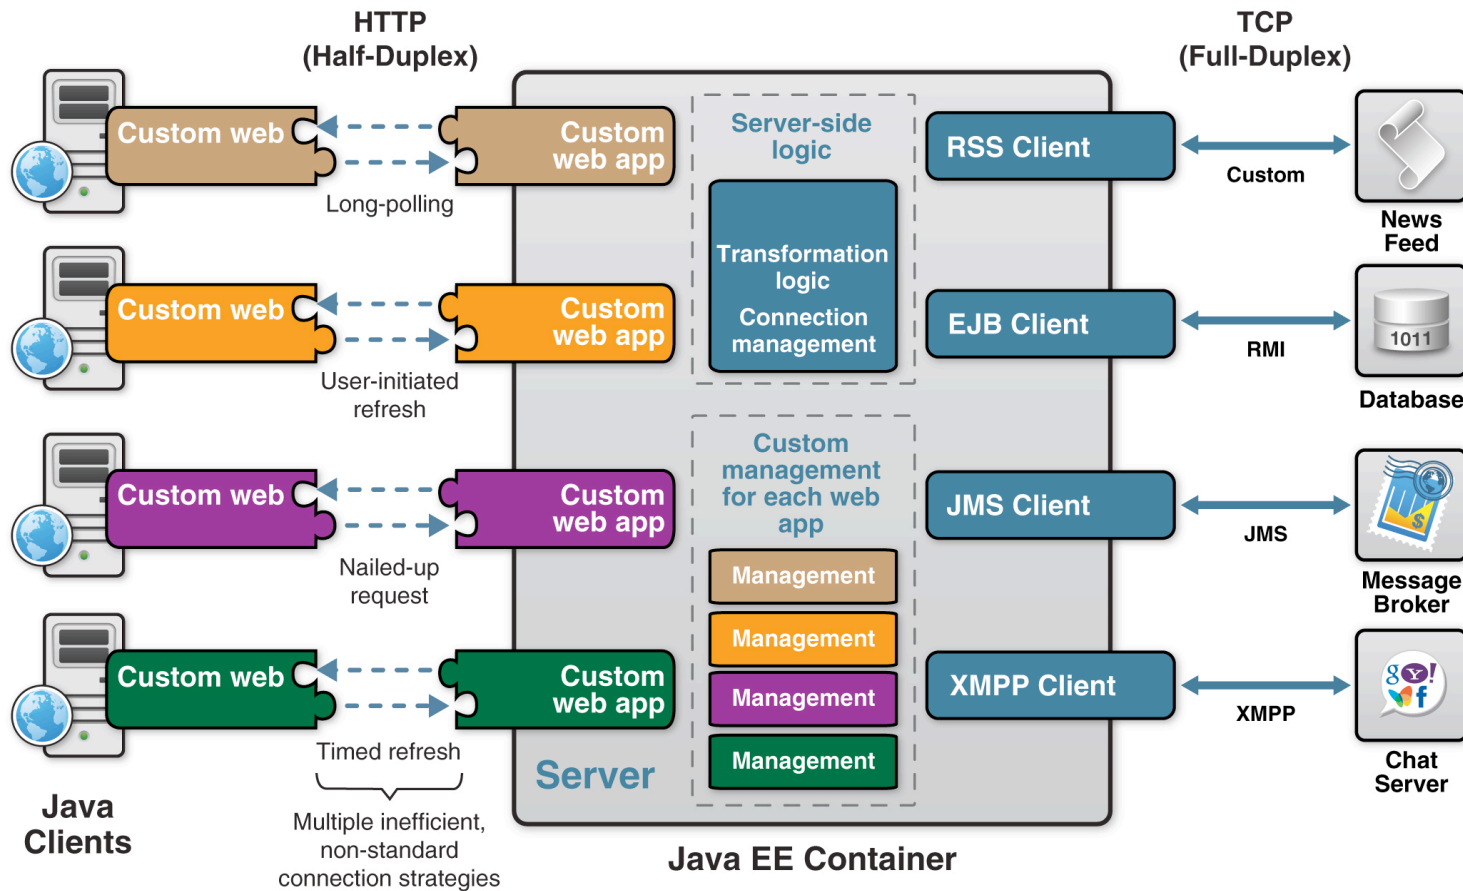 HTTP
(Half-Duplex)
TCP
(Full-Duplex)
Custom web
Custom
web app
Long-polling
Server-side
logic
Transformation
logic
Connection
management
RSS Client
Custom
News
Feed
Custom web
Custom
web app
User-initiated
refresh
EJB Client
RMI
1011
Database
Custom web
Custom
web app
Nailed-up
request
Custom
management
for each web
app
Management
Management
Management
Management
JMS Client
JMS
$
Message
Broker
Custom web
Custom
web app
Timed refresh
XMPP Client
XMPP
g Y!
f
Chat
Server
Server
Java
Clients
Multiple inefficient,
non-standard
connection strategies
Java EE Container